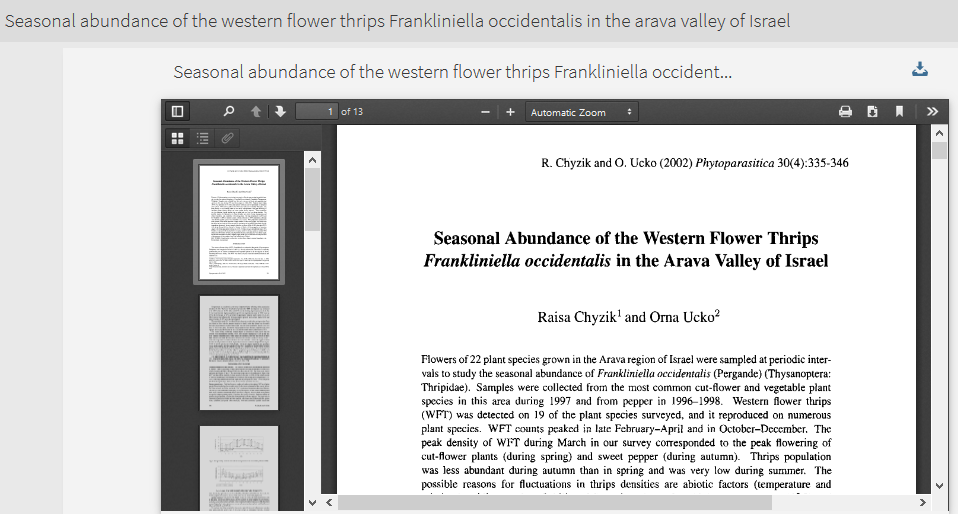 Seasonal abundance of the western flower thrips Frankliniella occidentalis in the arava valley of Israel
Seasonal abundance of the western flower thrips Frankliniella occident...
1 of 13
Automatic Zoom
R. Chyzik and O. Ucko (2002) Phytoparasitica 30(4):335-346
Seasonal Abundance of the Western Flower Thrips
Frankliniella occidentalis in the Arava Valley of Israel
Raisa Chyzik¹ and Orna Ucko²
Flowers of 22 plant species grown in the Arava region of Israel were sampled at periodic inter-
vals to study the seasonal abundance of Frankliniella occidentalis (Pergande) (Thysanoptera:
Thripidae). Samples were collected from the most common cut-flower and vegetable plant
species in this area during 1997 and from pepper in 1996–1998. Western flower thrips
(WFT) was detected on 19 of the plant species surveyed, and it reproduced on numerous
plant species. WFT counts peaked in late February–April and in October–December. The
peak density of WFT during March in our survey corresponded to the peak flowering of
cut-flower plants (during spring) and sweet pepper (during autumn). Thrips population
was less abundant during autumn than in spring and was very low during summer. The
possible reasons for fluctuations in thrips densities are abiotic factors (temperature and